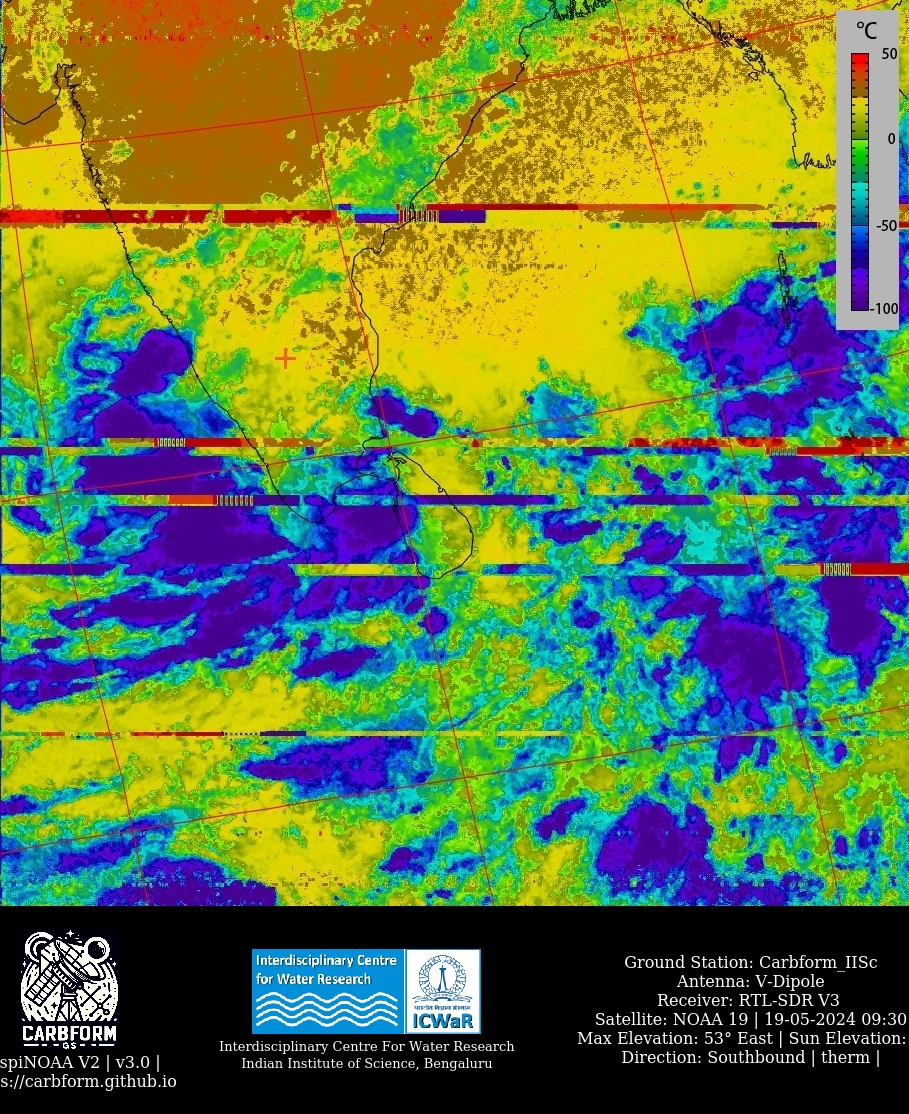 °C
50
0
-50
-100
CARBFORM
GS
spiNOAA V2 | v3.0 |
s://carbform.github.io
Interdisciplinary Centre
for Water Research
ICWaR
Interdisciplinary Centre For Water Research
Indian Institute of Science, Bengaluru
Ground Station: Carbform_IISc
Antenna: V-Dipole
Receiver: RTL-SDR V3
Satellite: NOAA 19 | 19-05-2024 09:30
Max Elevation: 53° East | Sun Elevation:
Direction: Southbound | therm |